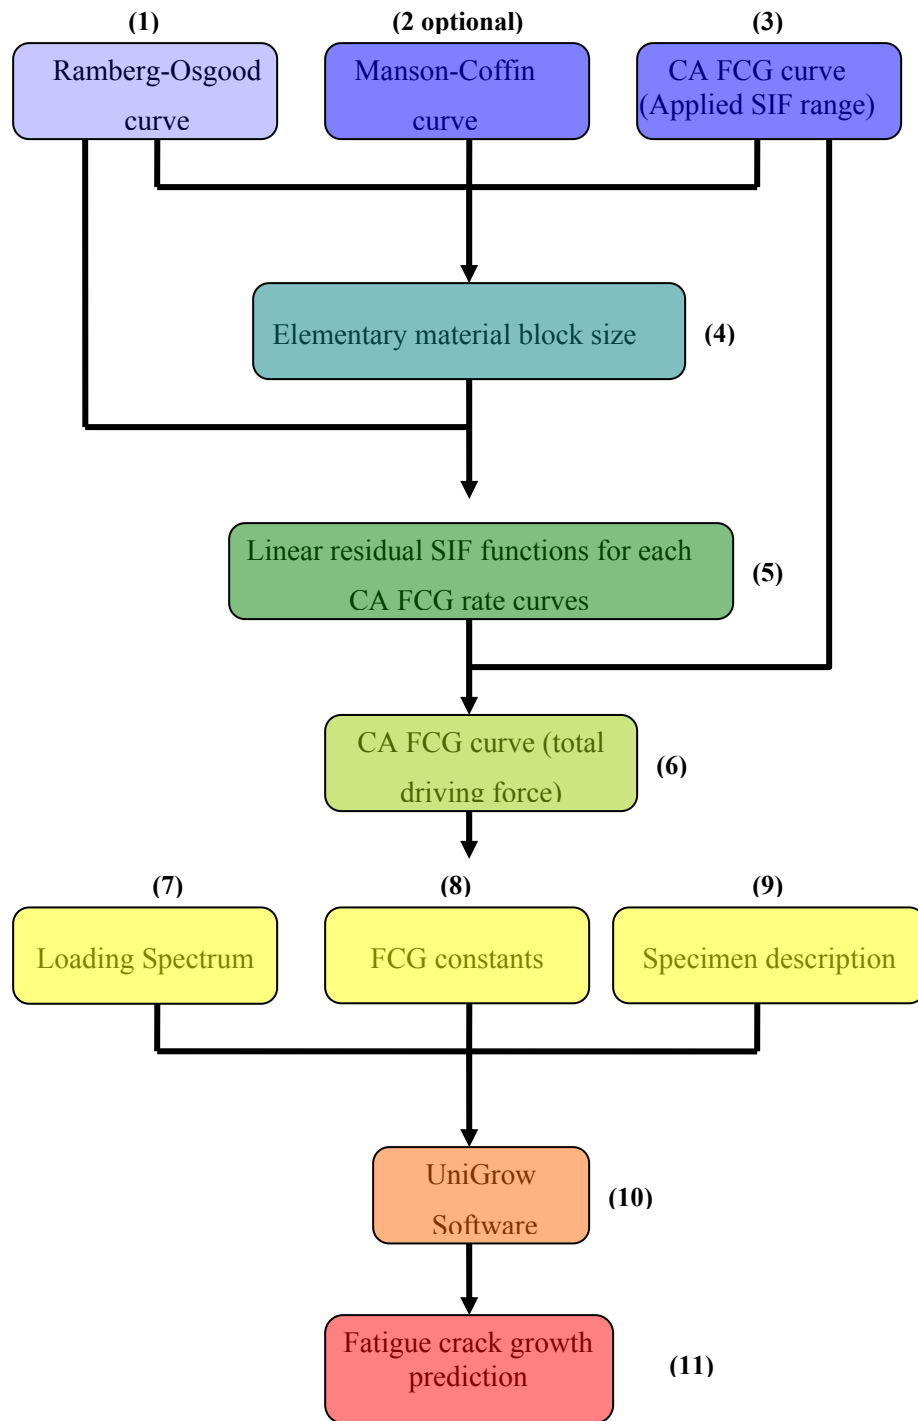 (1)
(2 optional)
(3)
Ramberg-Osgood
curve
Manson-Coffin
curve
CA FCG curve
(Applied SIF range)
Elementary material block size
(4)
Linear residual SIF functions for each
CA FCG rate curves
(5)
CA FCG curve (total
driving force)
(6)
(7)
(8)
(9)
Loading Spectrum
FCG constants
Specimen description
UniGrow
Software
(10)
Fatigue crack growth
prediction
(11)